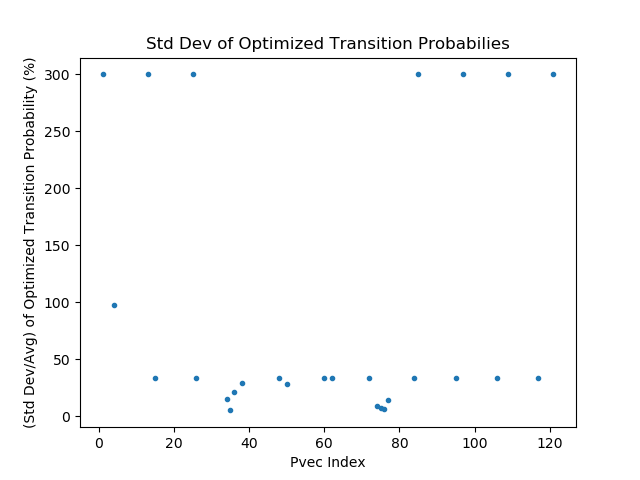 Std Dev of Optimized Transition Probabilies
(Std Dev/Avg) of Optimized Transition Probability (%)
300
250
200
150
100
50
0
0 20 40 60 80 100 120
Pvec Index